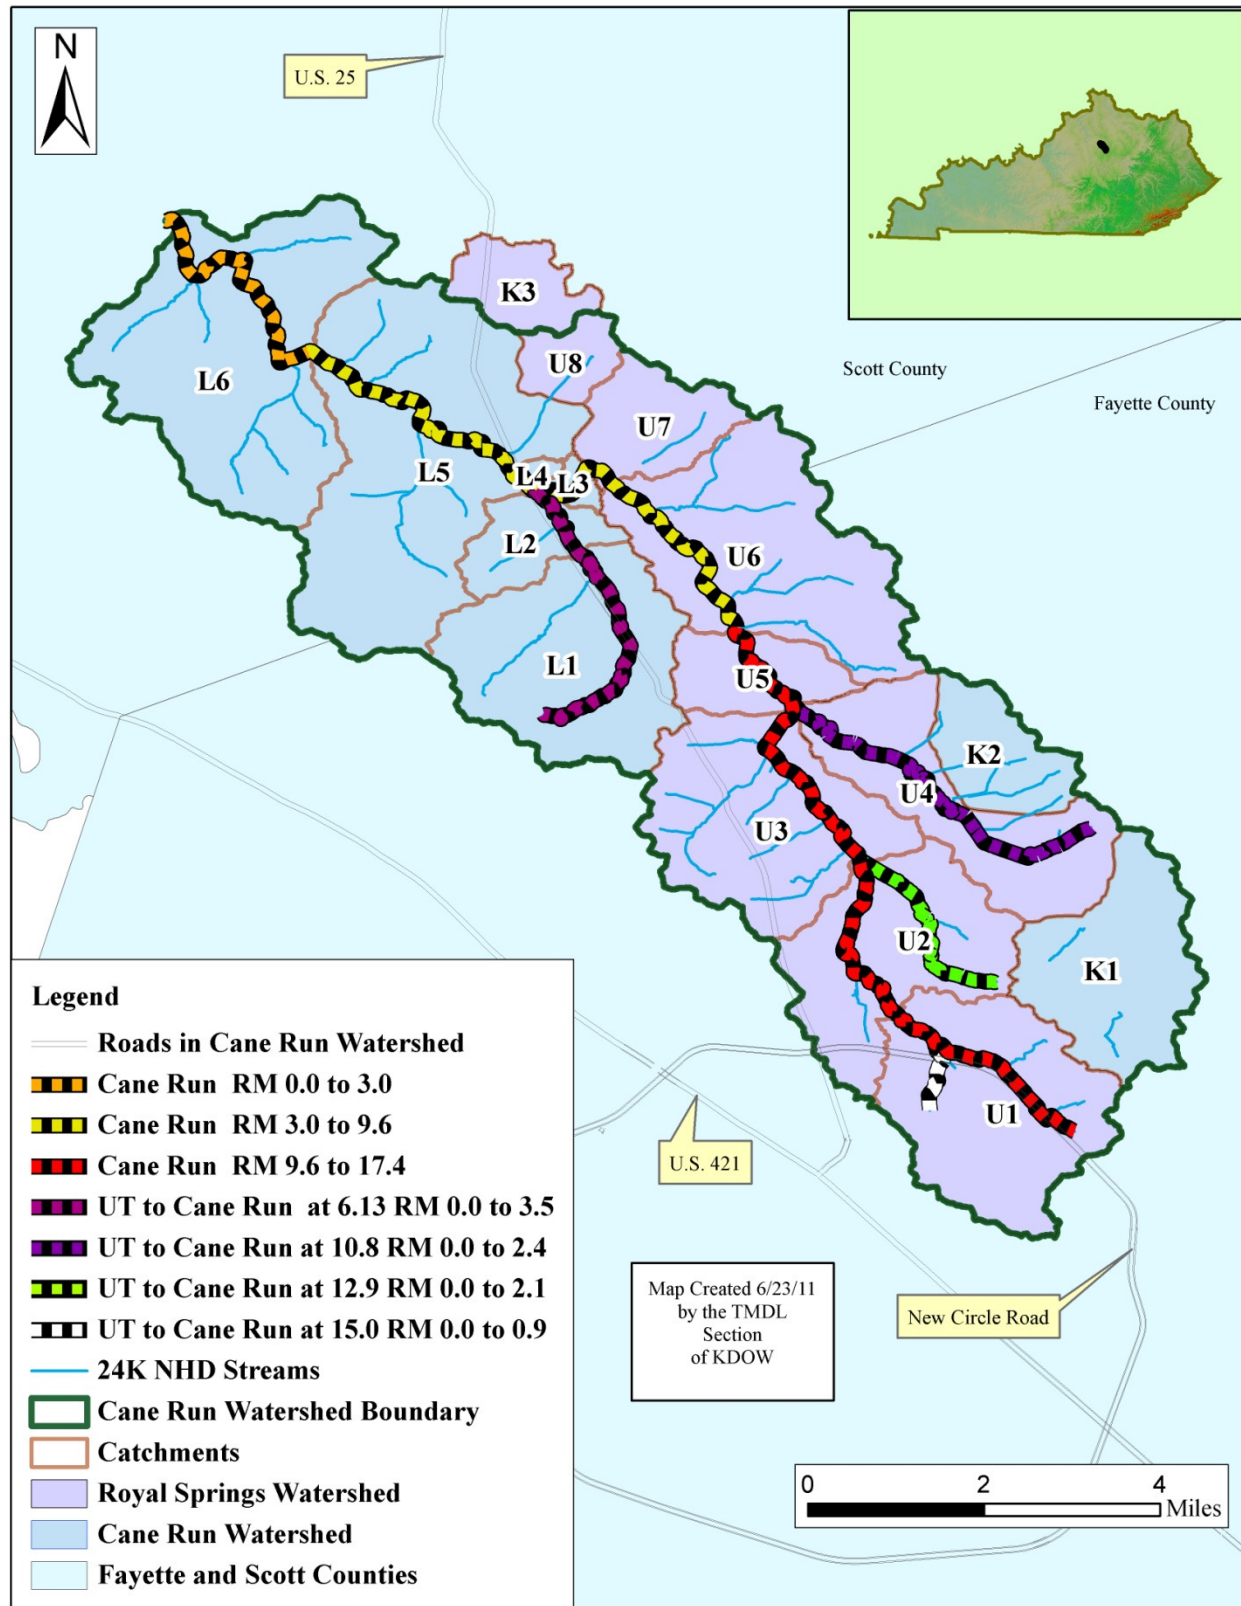 N
U.S. 25
K3
Scott County
U8
Fayette County
L6
U7
L5
L4
L3
L2
U6
L1
U5
K2
U4
U3
U2
K1
U1
U.S. 421
New Circle Road
Map Created 6/23/11
by the TMDL
Section
of KDOW
0 2 4
Miles
Legend
Roads in Cane Run Watershed
Cane Run RM 0.0 to 3.0
Cane Run RM 3.0 to 9.6
Cane Run RM 9.6 to 17.4
UT to Cane Run at 6.13 RM 0.0 to 3.5
UT to Cane Run at 10.8 RM 0.0 to 2.4
UT to Cane Run at 12.9 RM 0.0 to 2.1
UT to Cane Run at 15.0 RM 0.0 to 0.9
24K NHD Streams
Cane Run Watershed Boundary
Catchments
Royal Springs Watershed
Cane Run Watershed
Fayette and Scott Counties